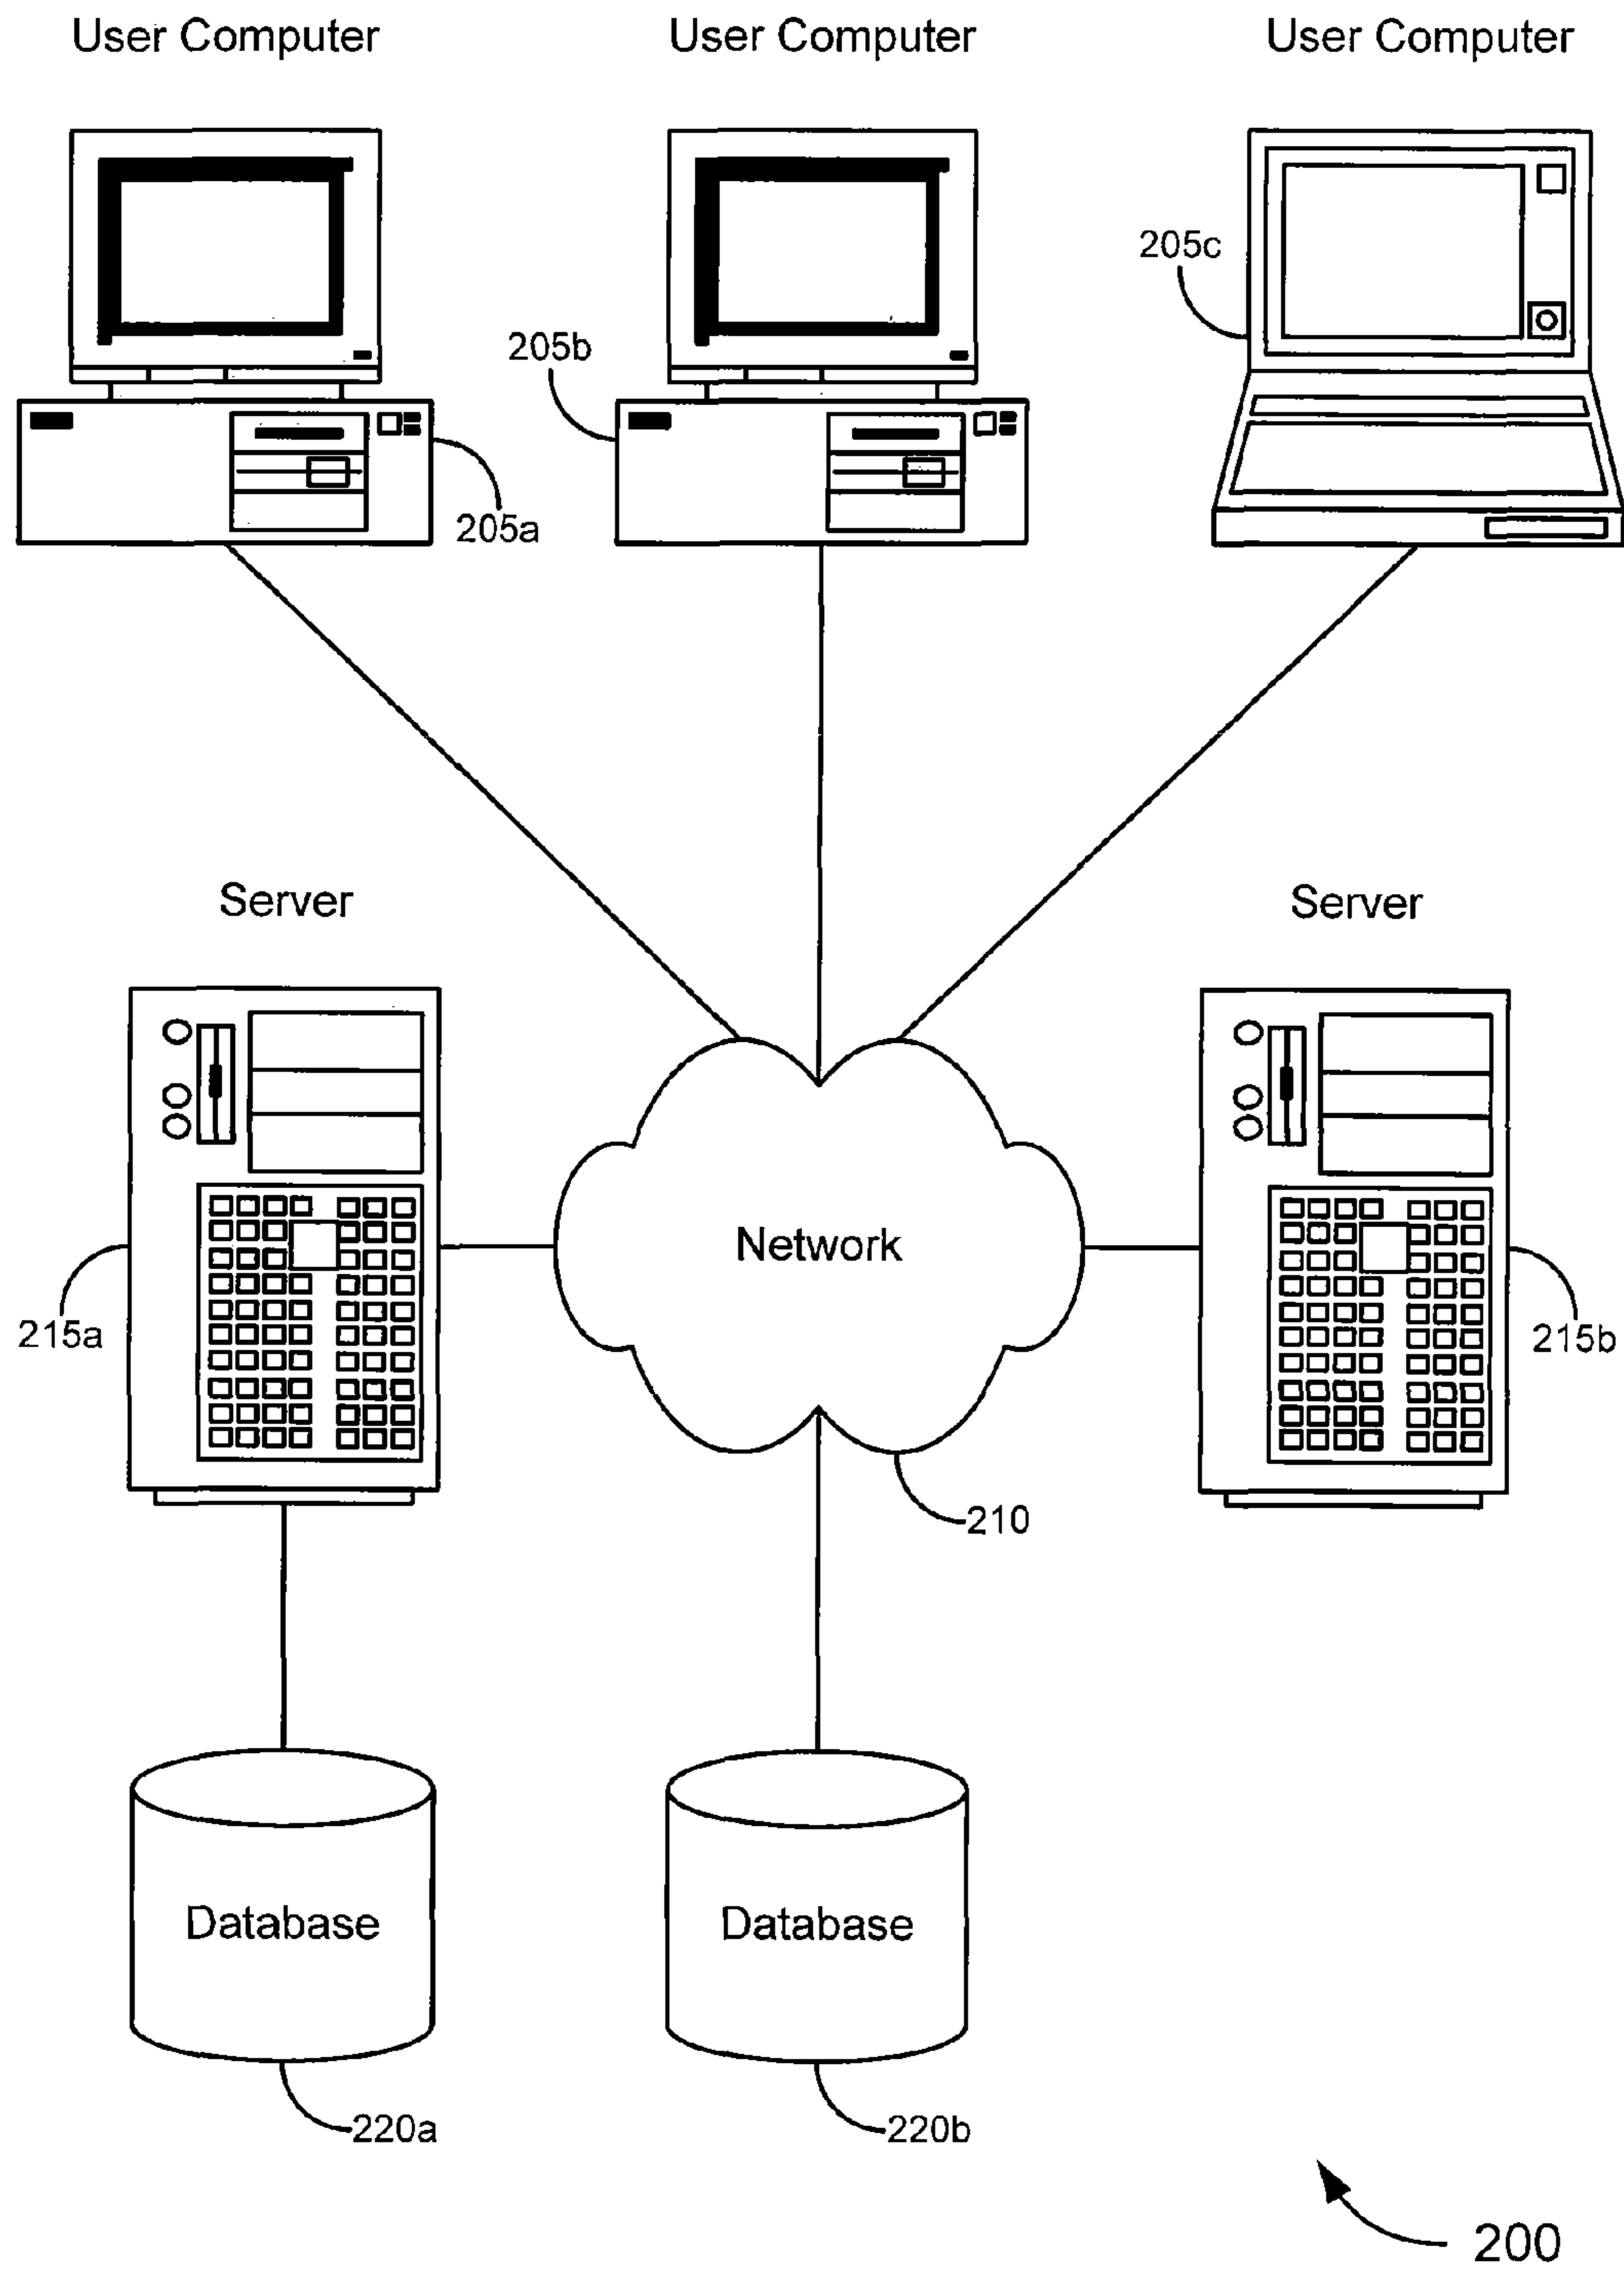 User Computer
User Computer
User Computer
205c
205b
205a
Server
Server
Network
215a
215b
210
Database
Database
220a
220b
200